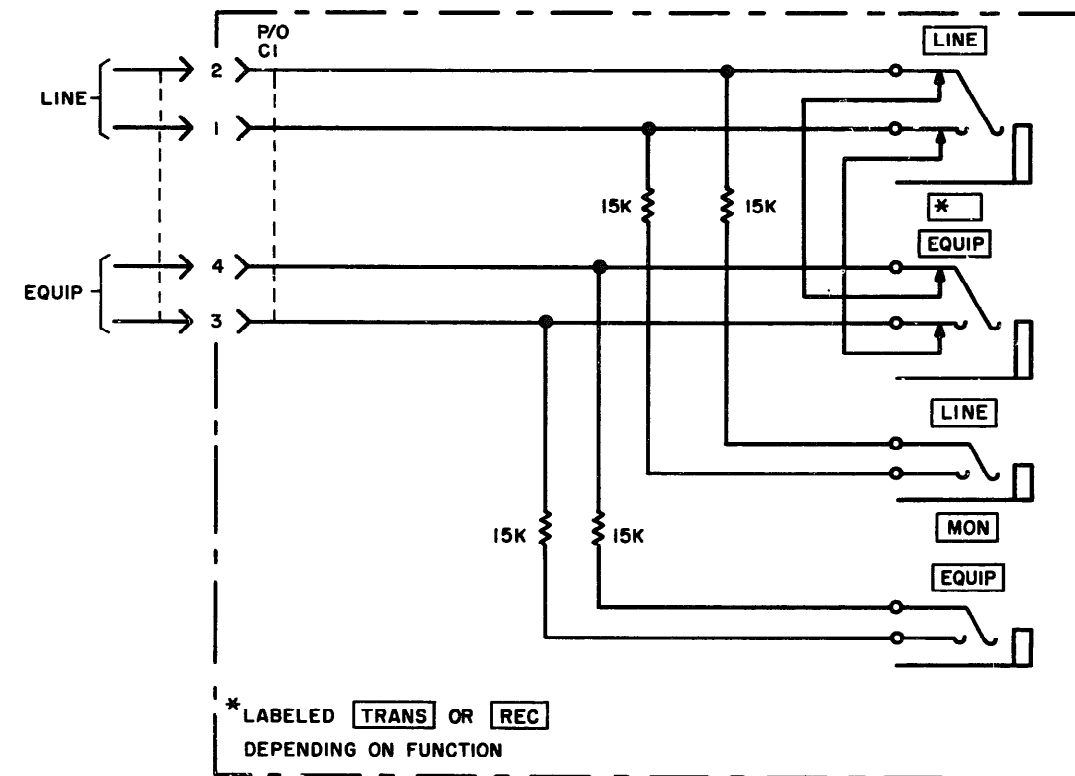 P/O
C1
LINE
2
LINE
1
15K
15K
*
EQUIP
4
EQUIP
3
LINE
15K
15K
MON
EQUIP
*LABELED TRANS OR REC
DEPENDING ON FUNCTION